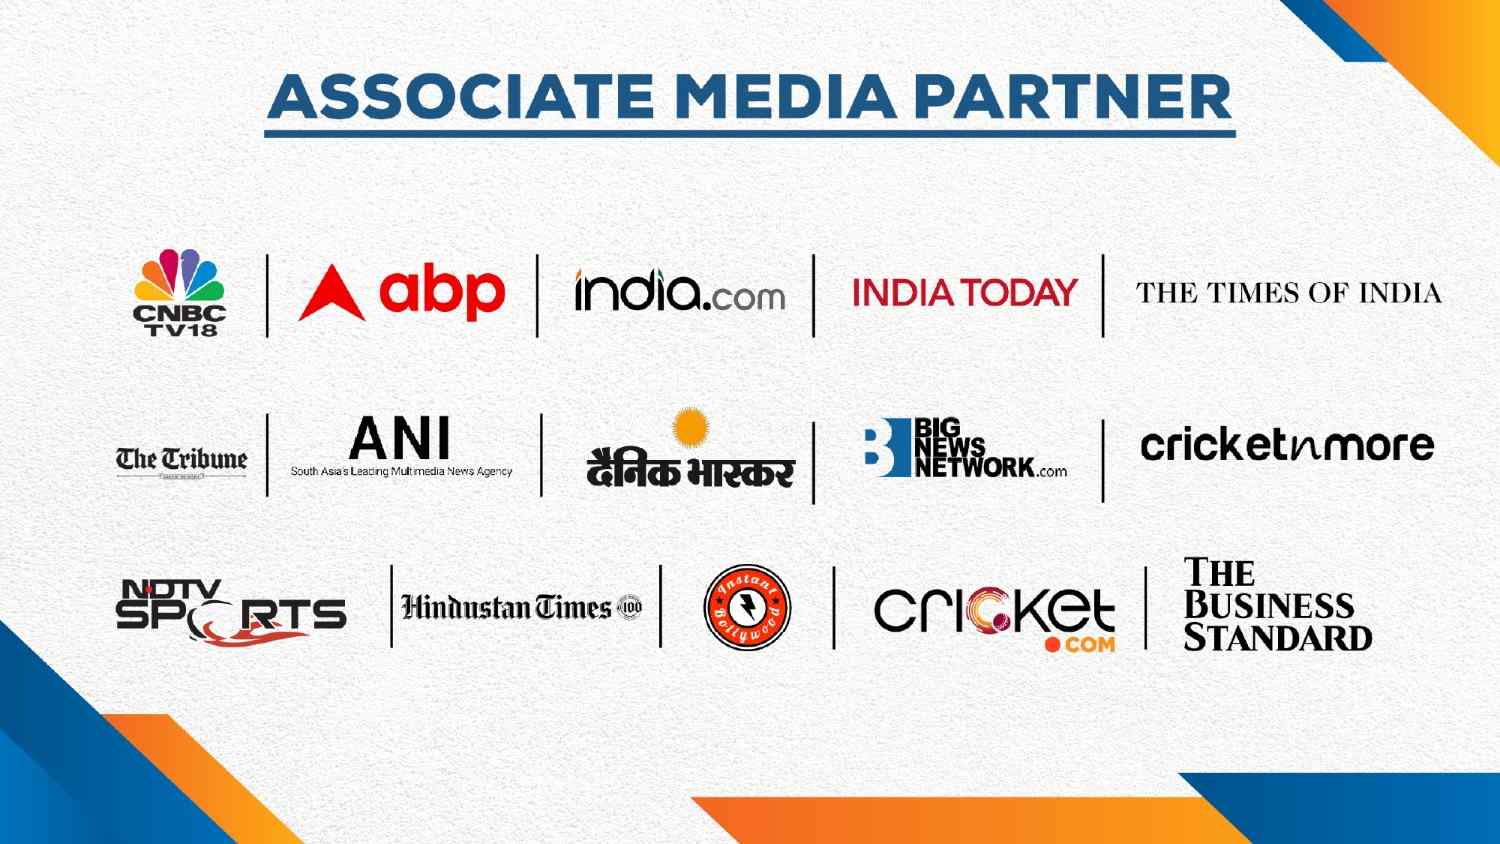 ASSOCIATE MEDIA PARTNER
CNBC
TV18
abp
india.com
INDIA TODAY
THE TIMES OF INDIA
The Tribune
ANI
South Asia's Leading Multimedia News Agency
दैनिक भास्कर
B BIG
NEWS
NETWORK.com
cricketnmore
NDTV
SPORTS
Hindustan Times 100
Instant
Bollywood
cricket
.COM
THE
BUSINESS
STANDARD